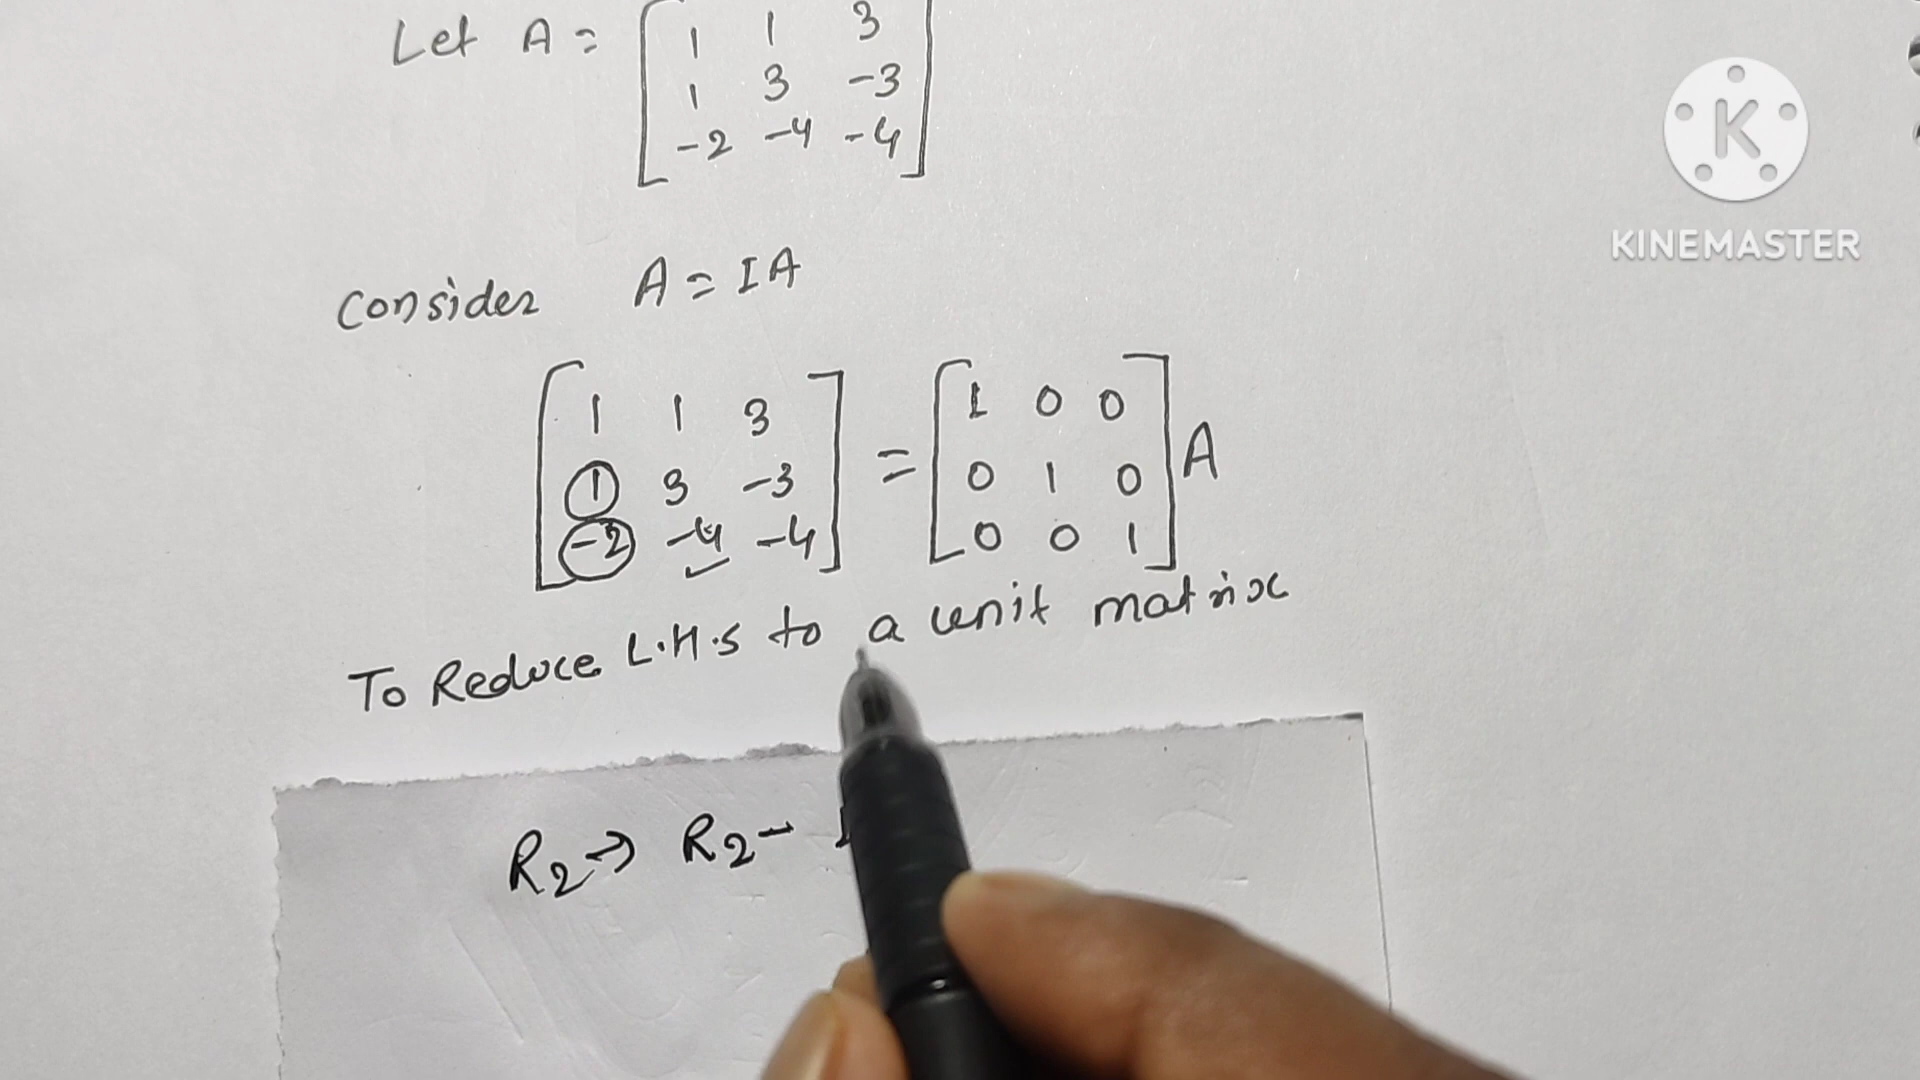 Let A = 1 1 3
1 3 -3
-2 -4 -4
K
KINEMASTER
Consider A = IA
1 1 3 = 1 0 0
1 3 -3 0 1 0 A
-2 -4 -4 0 0 1
To Reduce L.H.S to a unit matrix
R2 → R2 -